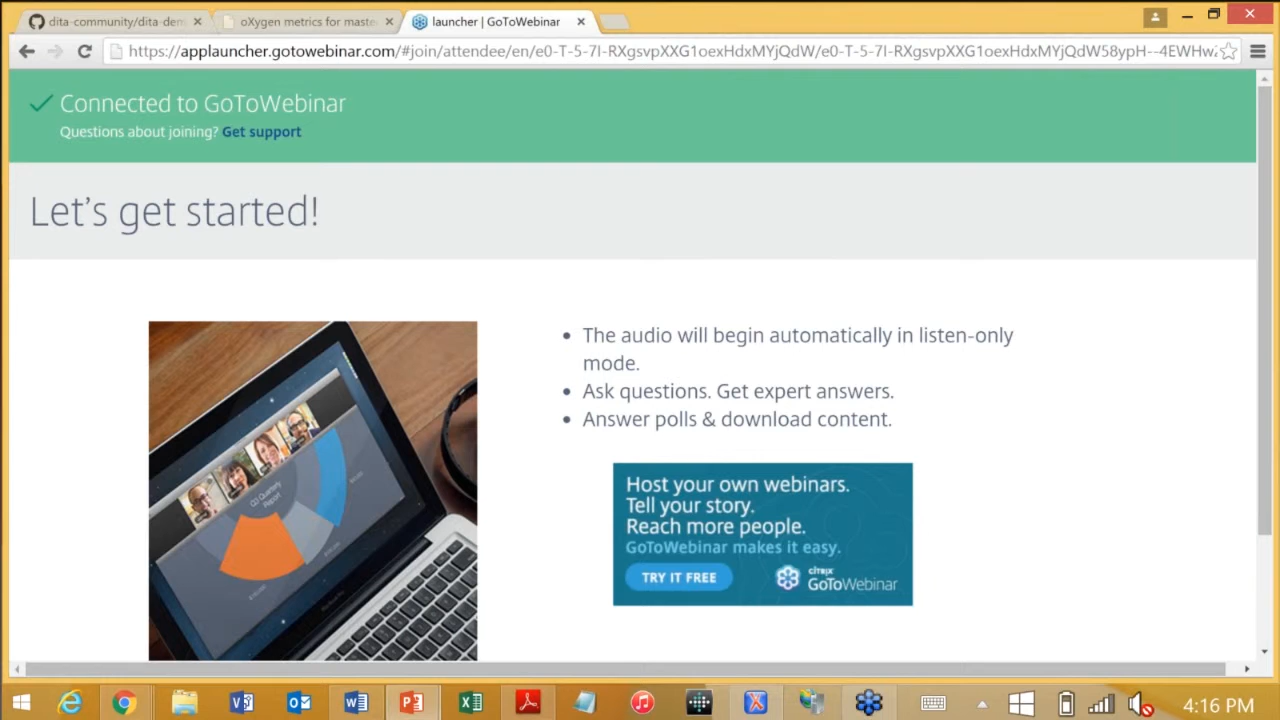 dita-community/dita-dem
oXygen metrics for maste
launcher | GoToWebinar
https://applauncher.gotowebinar.com/#join/attendee/en/e0-T-5-7I-RXgsvpXXG1oexHdxMYjQdW/e0-T-5-7I-RXgsvpXXG1oexHdxMYjQdW58ypH--4EWHw
Connected to GoToWebinar
Questions about joining? Get support
Let's get started!
• The audio will begin automatically in listen-only
mode.
• Ask questions. Get expert answers.
• Answer polls & download content.
Q3 Quarterly
Report
Host your own webinars.
Tell your story.
Reach more people.
GoToWebinar makes it easy.
TRY IT FREE
CITRIX
GoToWebinar
4:16 PM